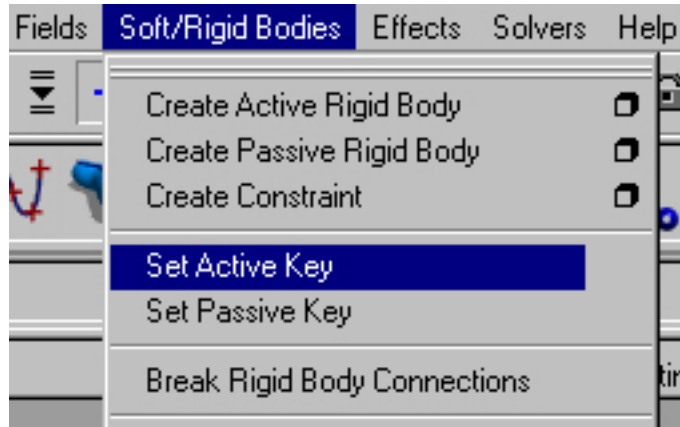 Fields Soft/Rigid Bodies Effects Solvers Help
Create Active Rigid Body
Create Passive Rigid Body
Create Constraint
Set Active Key
Set Passive Key
Break Rigid Body Connections